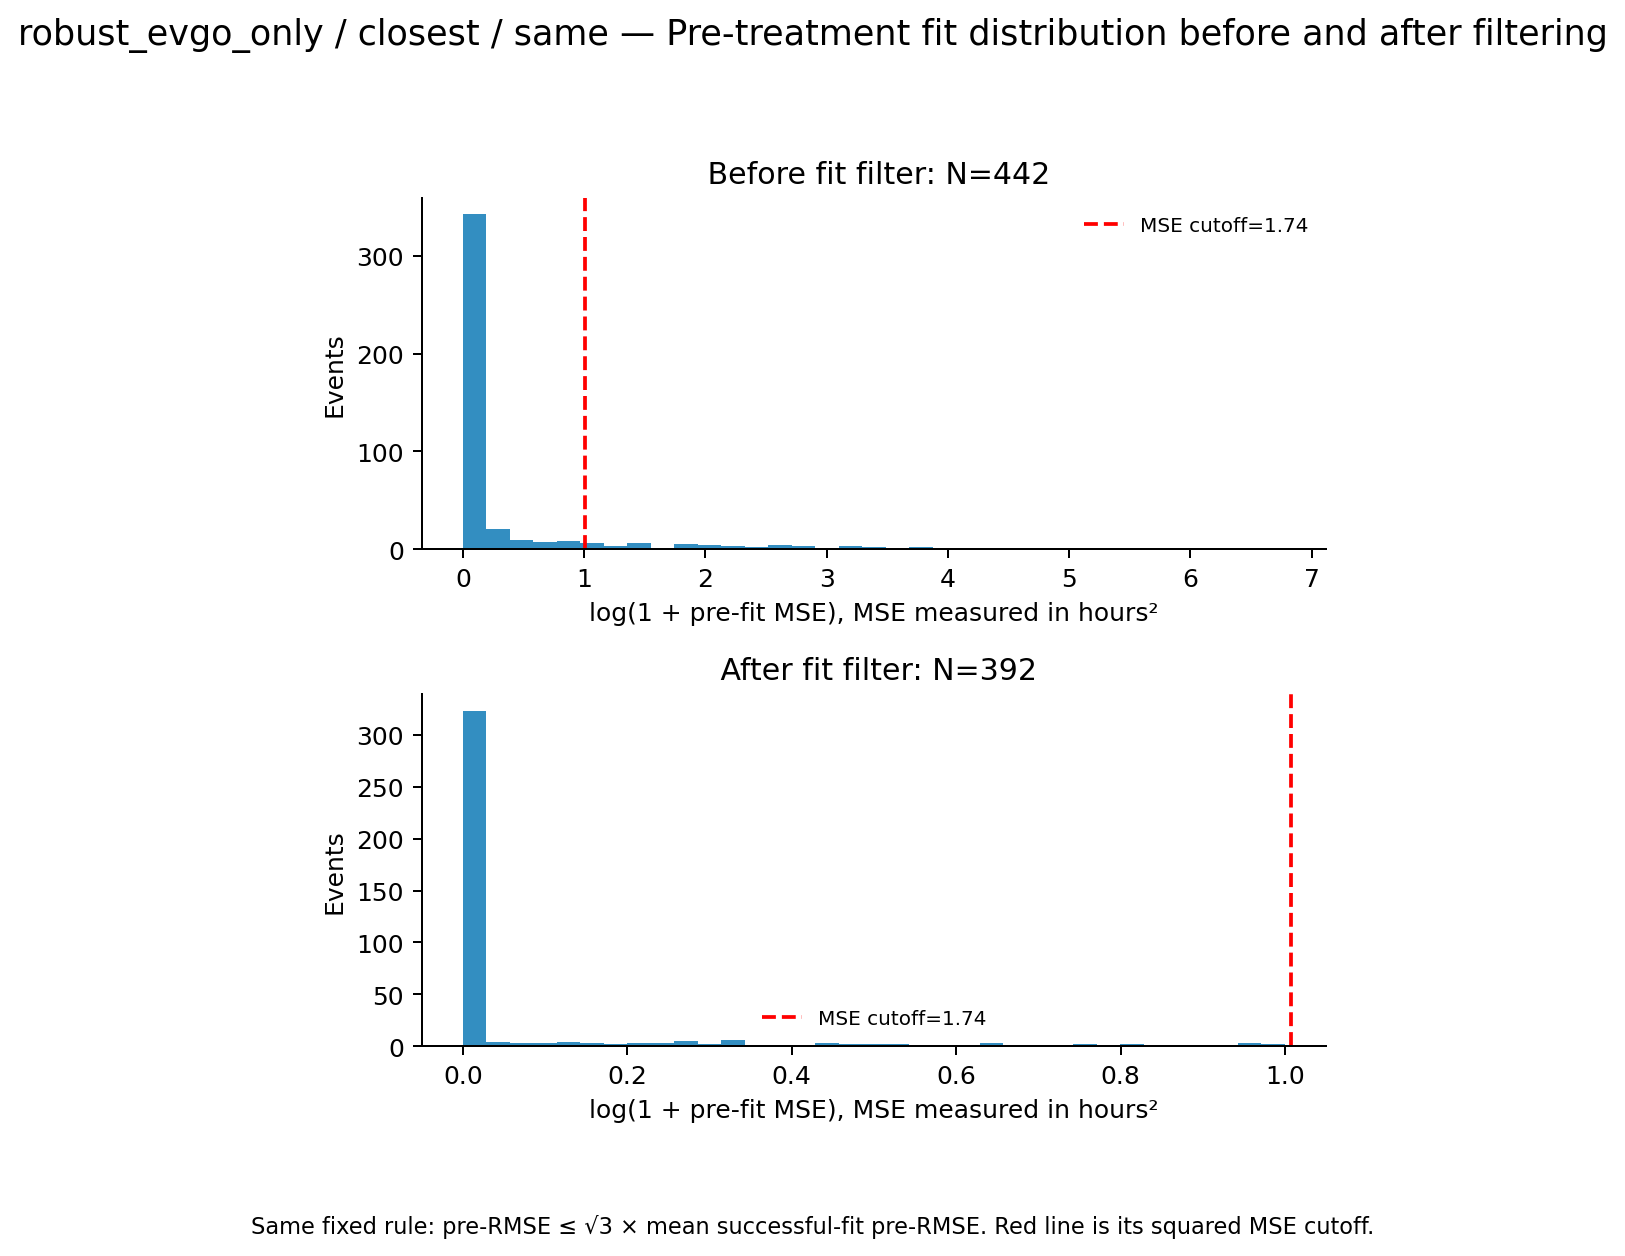 robust_evgo_only / closest / same — Pre-treatment fit distribution before and after filtering
Before fit filter: N=442
MSE cutoff=1.74
Events
300
200
100
0
0 1 2 3 4 5 6 7
log(1 + pre-fit MSE), MSE measured in hours²
After fit filter: N=392
Events
300
250
200
150
100
50
0
MSE cutoff=1.74
0.0 0.2 0.4 0.6 0.8 1.0
log(1 + pre-fit MSE), MSE measured in hours²
Same fixed rule: pre-RMSE ≤ √3 × mean successful-fit pre-RMSE. Red line is its squared MSE cutoff.